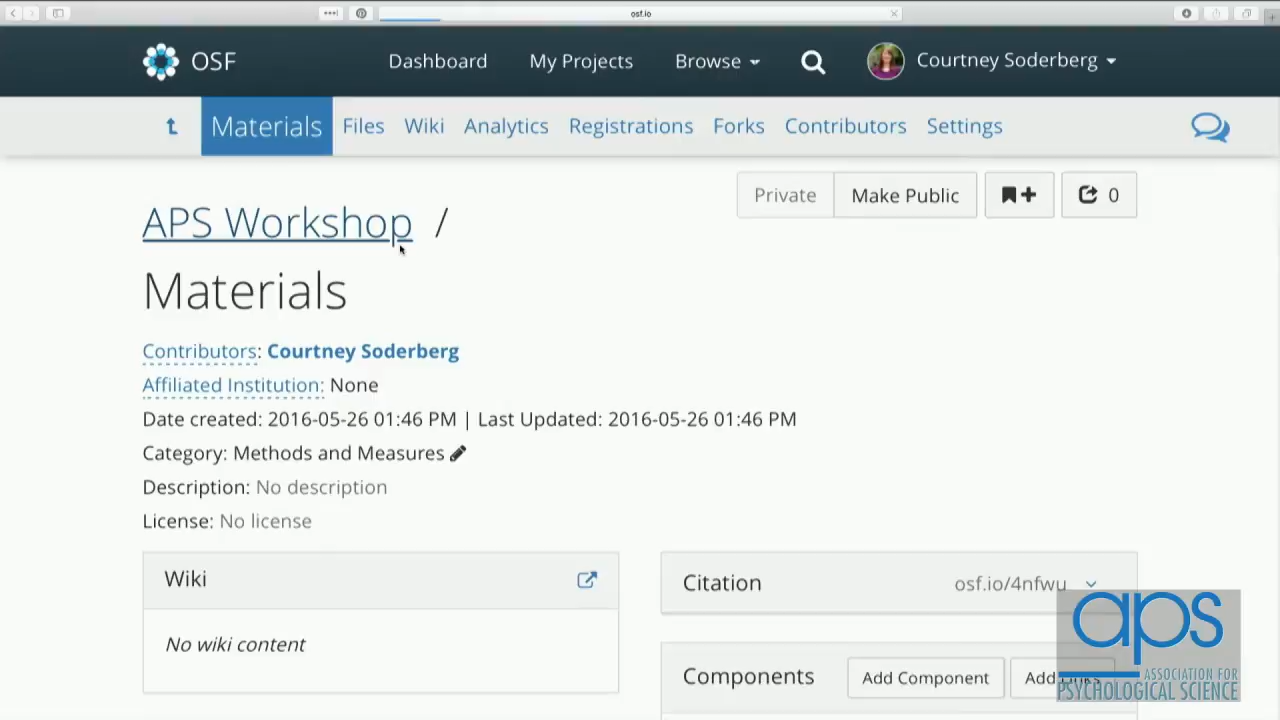 osf.io
OSF Dashboard My Projects Browse Courtney Soderberg
Materials Files Wiki Analytics Registrations Forks Contributors Settings
Private Make Public 0
APS Workshop /
Materials
Contributors: Courtney Soderberg
Affiliated Institution: None
Date created: 2016-05-26 01:46 PM | Last Updated: 2016-05-26 01:46 PM
Category: Methods and Measures
Description: No description
License: No license
Wiki
No wiki content
Citation osf.io/4nfwu
Components Add Component Add Links
aps
ASSOCIATION FOR
PSYCHOLOGICAL SCIENCE